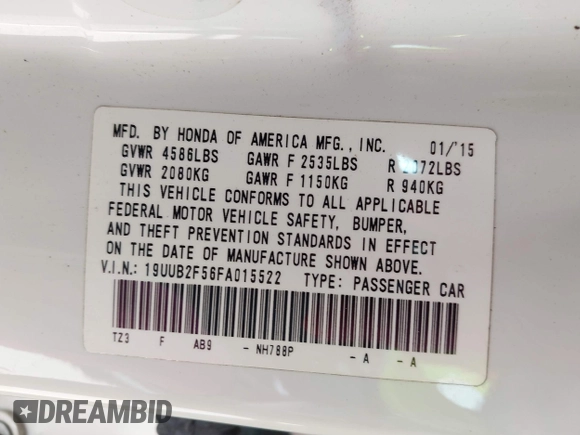 MFD. BY HONDA OF AMERICA MFG., INC. 01/'15
GVWR 4586LBS GAWR F 2535LBS R
GVWR 2080KG GAWR F 1150KG R 940KG
THIS VEHICLE CONFORMS TO ALL APPLICABLE
FEDERAL MOTOR VEHICLE SAFETY, BUMPER,
AND THEFT PREVENTION STANDARDS IN EFFECT
ON THE DATE OF MANUFACTURE SHOWN ABOVE.
V.I.N.: 19UUB2F56FA015522 TYPE: PASSENGER CAR
TZ3 F AB9 - NH788P - A - A
DREAMBID